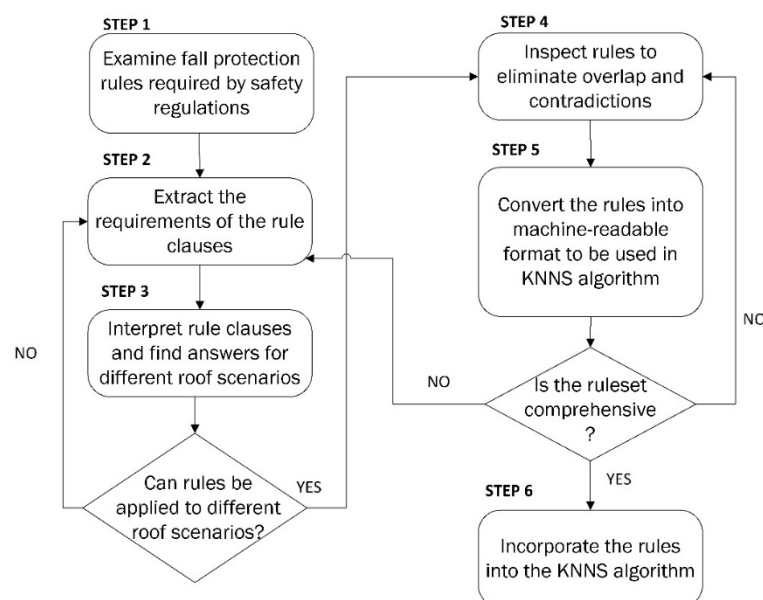 STEP 1
Examine fall protection
rules required by safety
regulations
STEP 2
Extract the
requirements of the rule
clauses
STEP 3
Interpret rule clauses
and find answers for
different roof scenarios
NO
Can rules be
applied to different
roof scenarios?
YES
STEP 4
Inspect rules to
eliminate overlap and
contradictions
STEP 5
Convert the rules into
machine-readable
format to be used in
KNNS algorithm
NO
NO
Is the ruleset
comprehensive
?
YES
STEP 6
Incorporate the rules
into the KNNS algorithm